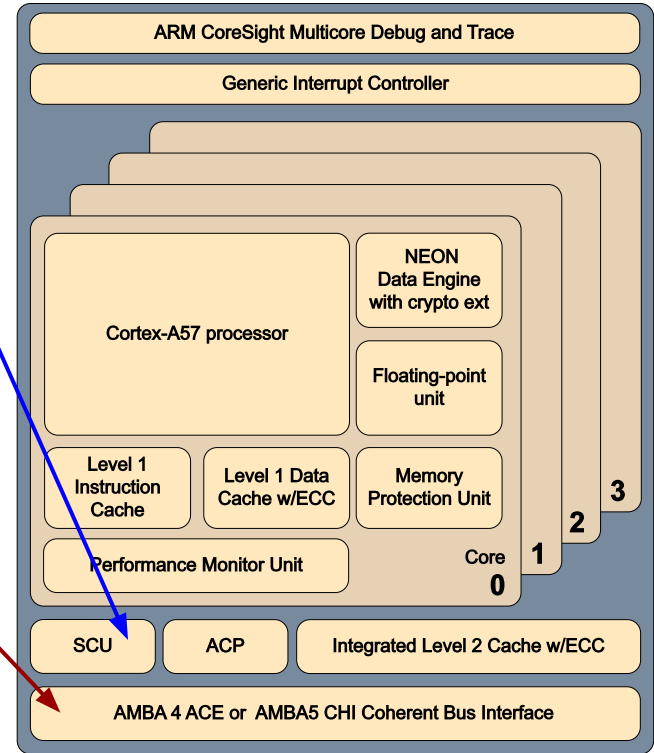 ARM CoreSight Multicore Debug and Trace
Generic Interrupt Controller
Cortex-A57 processor
NEON
Data Engine
with crypto ext
Floating-point
unit
Level 1
Instruction
Cache
Level 1 Data
Cache w/ECC
Memory
Protection Unit
Performance Monitor Unit
Core
0
1
2
3
SCU
ACP
Integrated Level 2 Cache w/ECC
AMBA 4 ACE or AMBA5 CHI Coherent Bus Interface